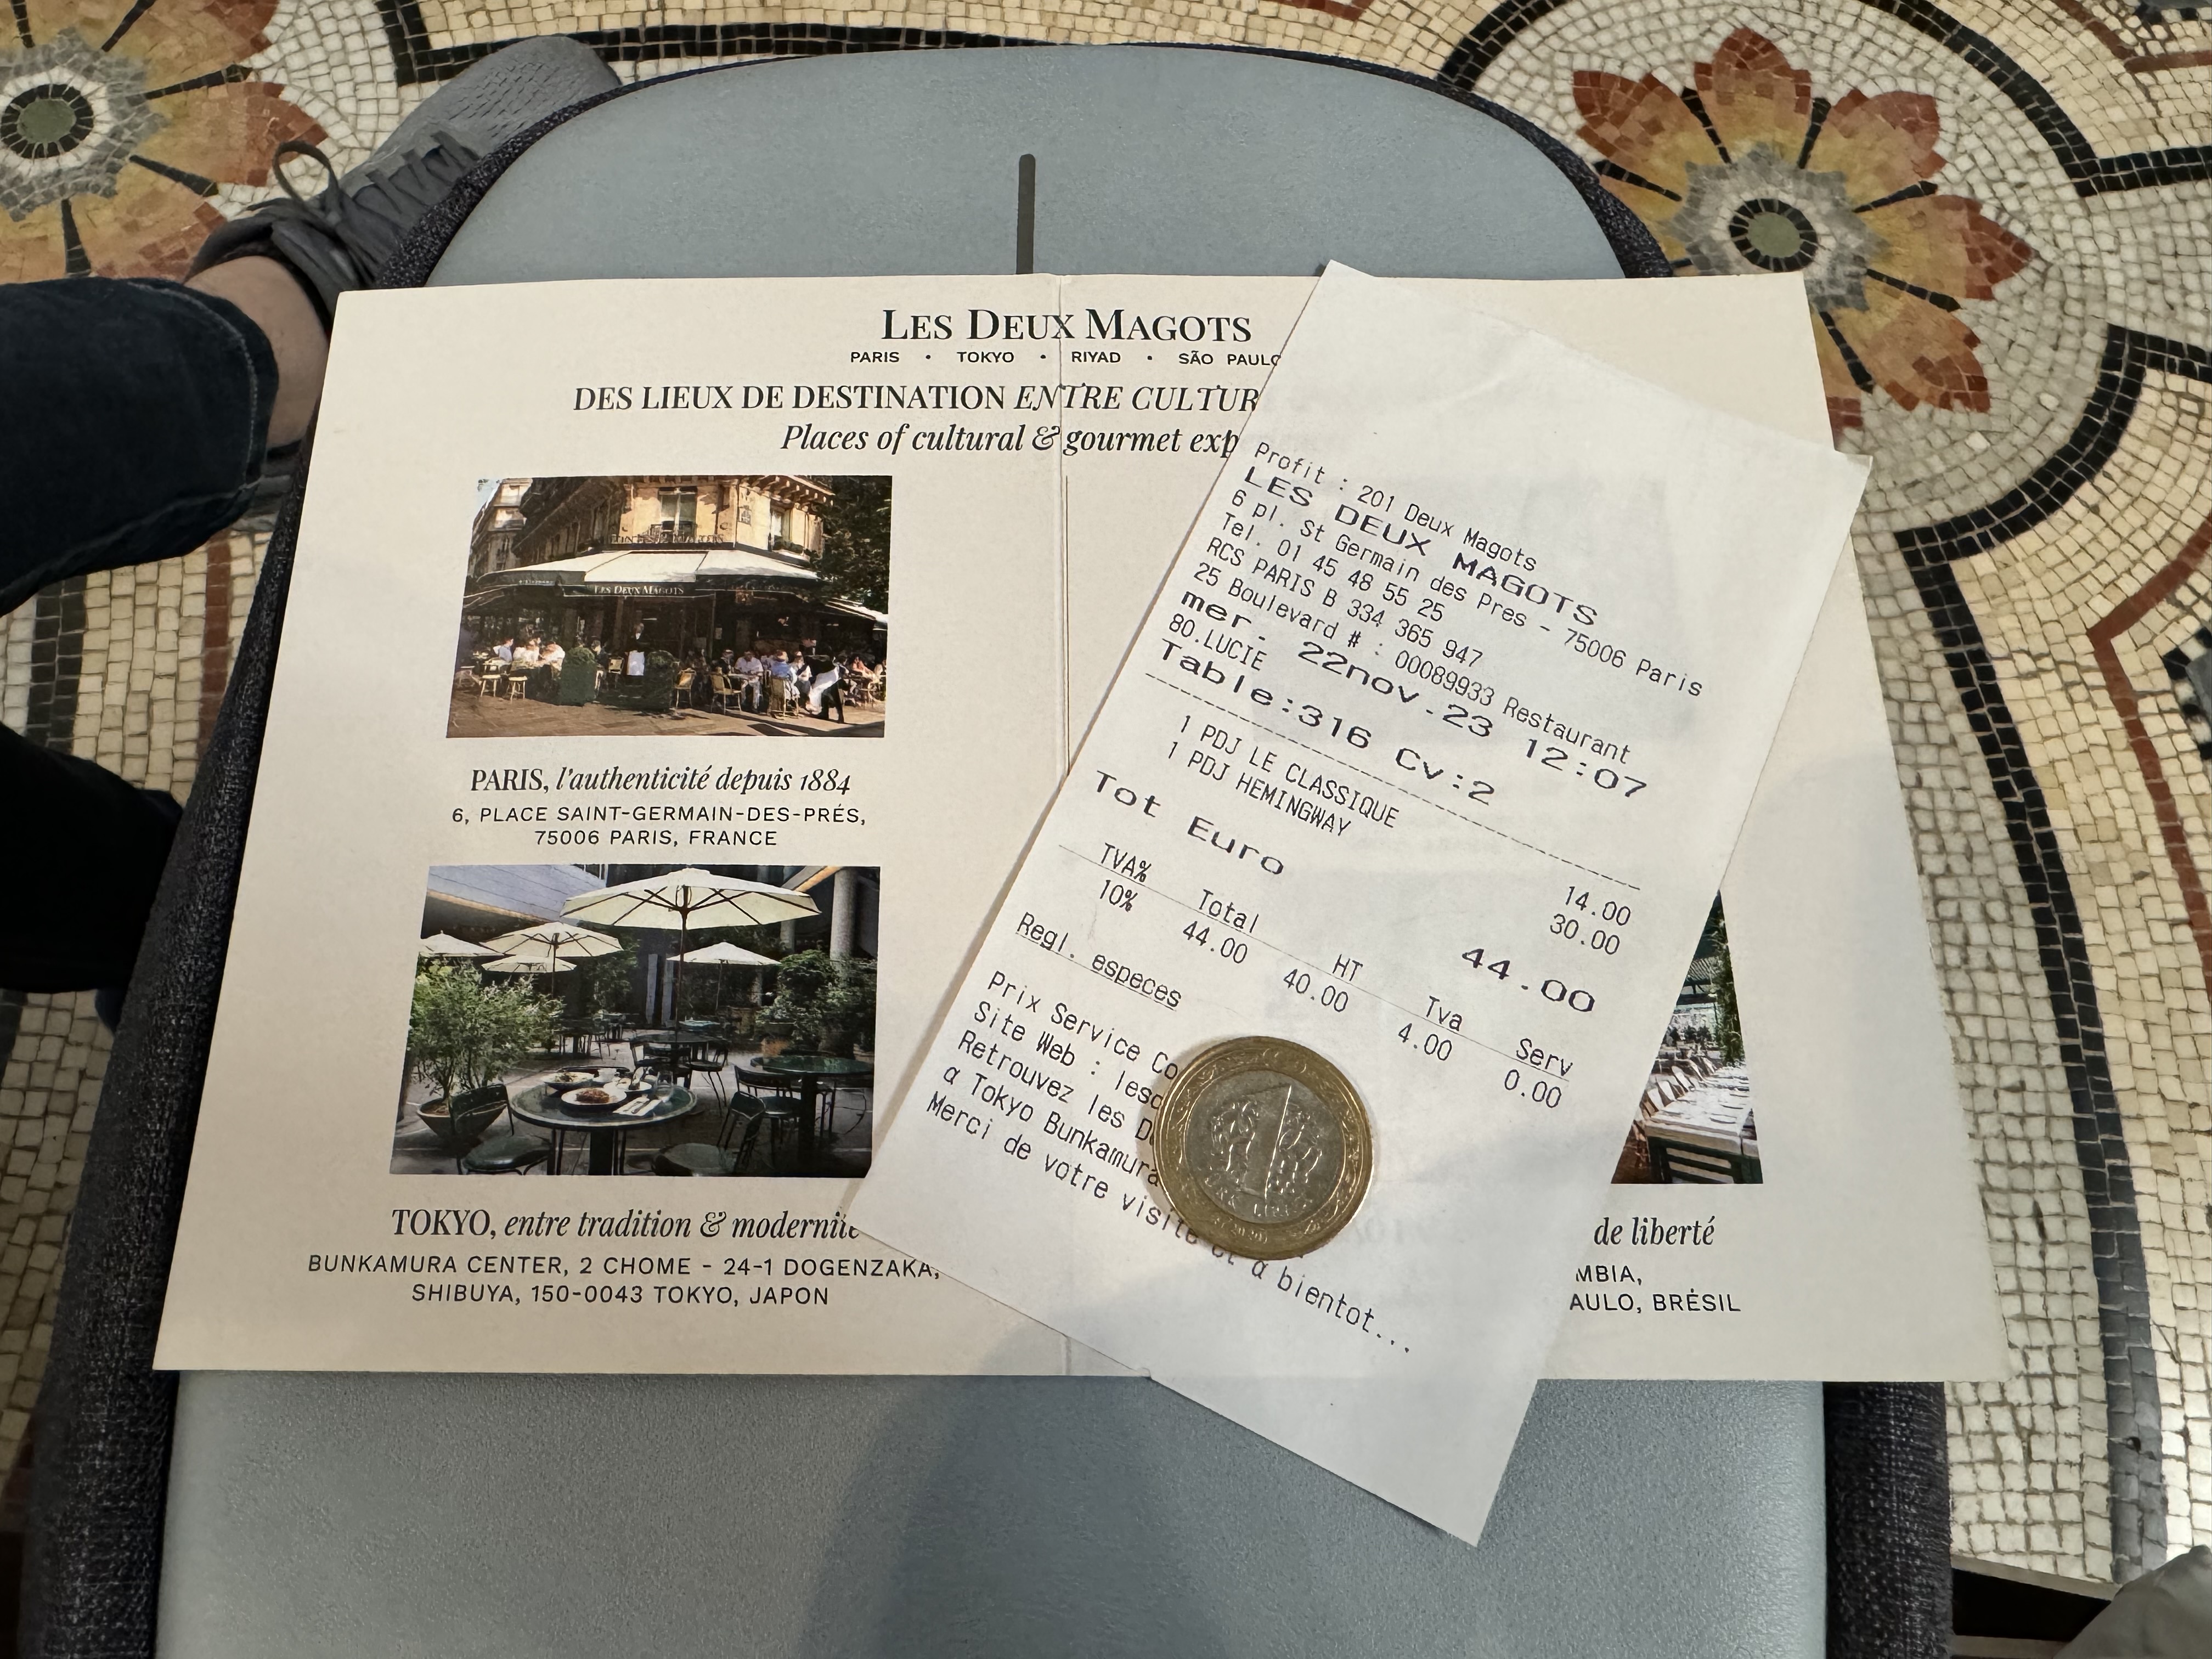 LES DEUX MAGOTS
PARIS • TOKYO • RIYAD • SÃO PAULO
DES LIEUX DE DESTINATION ENTRE
Places of cultural & gourmet
LES DEUX MAGOTS
PARIS, l'authenticité depuis 1884
6, PLACE SAINT-GERMAIN-DES-PRÉS,
75006 PARIS, FRANCE
TOKYO, entre tradition & modernité
BUNKAMURA CENTER, 2 CHOME - 24-1 DOGENZAKA,
SHIBUYA, 150-0043 TOKYO, JAPON
de liberté
BRÉSIL
Profit : 201 Deux Magots
LES DEUX MAGOTS
6 pl. St Germain des Pres - 75006 Paris
Tel. 01 45 48 55 25
RCS PARIS B 334 365 947
25 Boulevard # : 00089933 Restaurant
mer. 22nov.23 12:07
80.LUCIE
Table:316 Cv:2
1 PDJ LE CLASSIQUE 14.00
1 PDJ HEMINGWAY 30.00
Tot Euro 44.00
TVA% Total HT Tva Serv
10% 44.00 40.00 4.00 0.00
Regl. especes
Prix Service
Site Web :
Retrouvez les
a Tokyo Bunkamura
Merci de votre visite et a bientot...
1